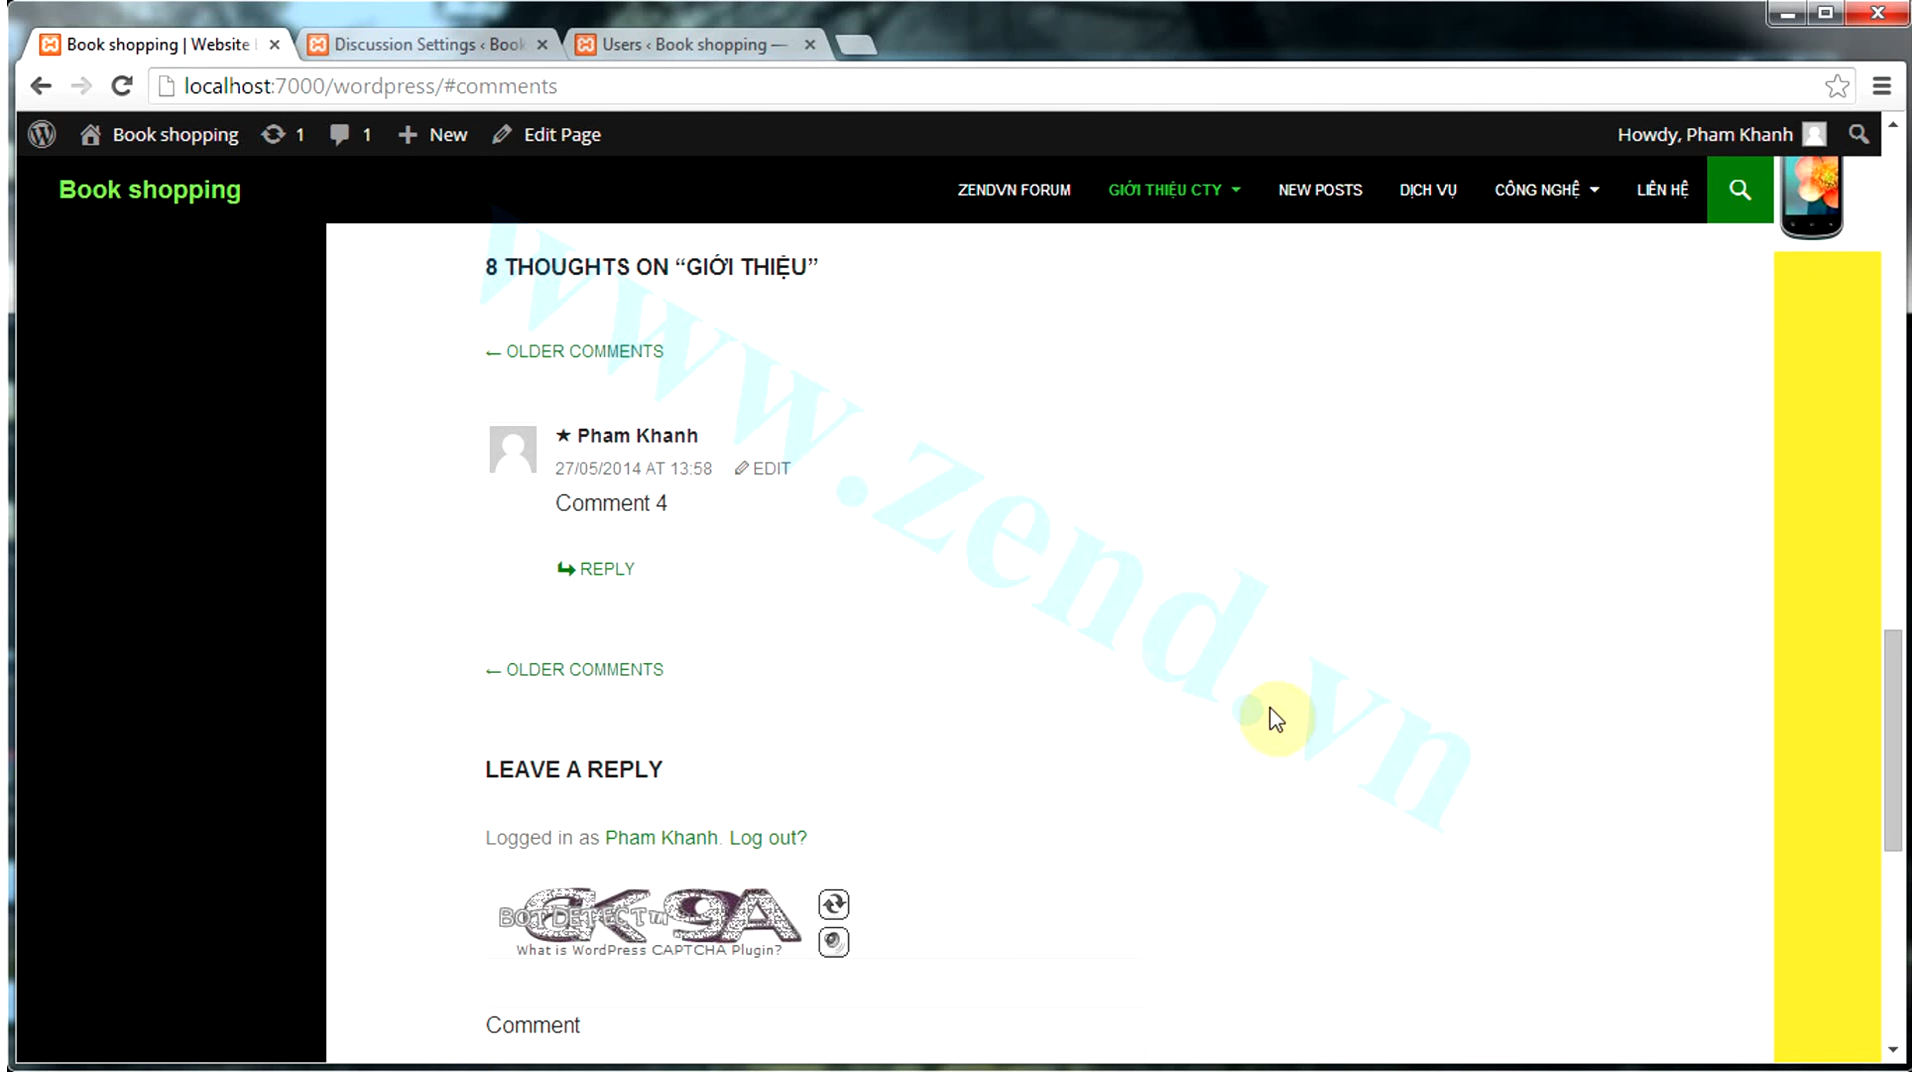 Book shopping | Website
Discussion Settings ‹ Book
Users ‹ Book shopping —
localhost:7000/wordpress/#comments
Book shopping
1
1
New
Edit Page
Howdy, Pham Khanh
Book shopping
ZENDVN FORUM
GIỚI THIỆU CTY
NEW POSTS
DỊCH VỤ
CÔNG NGHỆ
LIÊN HỆ
8 THOUGHTS ON “GIỚI THIỆU”
← OLDER COMMENTS
★ Pham Khanh
27/05/2014 AT 13:58
EDIT
Comment 4
REPLY
← OLDER COMMENTS
www.zend.vn
LEAVE A REPLY
Logged in as Pham Khanh. Log out?
BOTDETECT™
What is WordPress CAPTCHA Plugin?
Comment